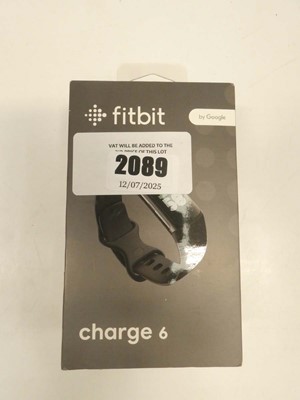 fitbit
by Google
VAT WILL BE ADDED TO THE
OF THIS LOT
2089
12/07/2025
charge 6